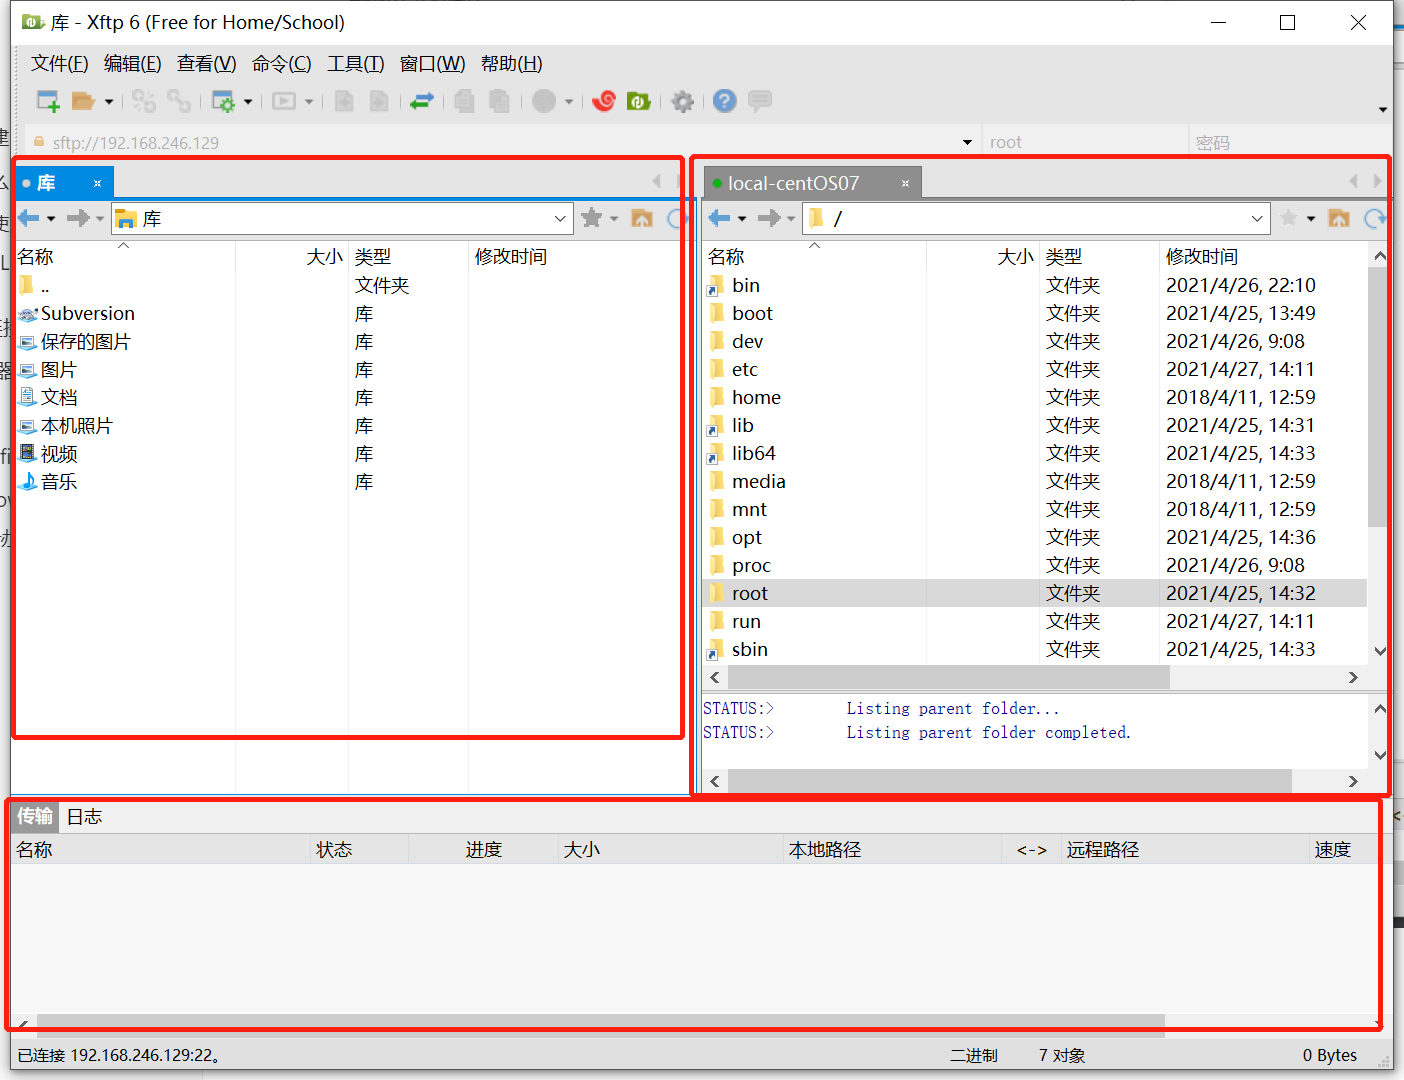 库 - Xftp 6 (Free for Home/School)
文件(F) 编辑(E) 查看(V) 命令(C) 工具(T) 窗口(W) 帮助(H)
sftp://192.168.246.129 root 密码
库
库
名称 大小 类型 修改时间
.. 文件夹
Subversion 库
保存的图片 库
图片 库
文档 库
本机照片 库
视频 库
音乐 库
local-centOS07
/
名称 大小 类型 修改时间
bin 文件夹 2021/4/26, 22:10
boot 文件夹 2021/4/25, 13:49
dev 文件夹 2021/4/26, 9:08
etc 文件夹 2021/4/27, 14:11
home 文件夹 2018/4/11, 12:59
lib 文件夹 2021/4/25, 14:31
lib64 文件夹 2021/4/25, 14:33
media 文件夹 2018/4/11, 12:59
mnt 文件夹 2018/4/11, 12:59
opt 文件夹 2021/4/25, 14:36
proc 文件夹 2021/4/26, 9:08
root 文件夹 2021/4/25, 14:32
run 文件夹 2021/4/27, 14:11
sbin 文件夹 2021/4/25, 14:33
STATUS:> Listing parent folder...
STATUS:> Listing parent folder completed.
传输 日志
名称 状态 进度 大小 本地路径 <-> 远程路径 速度
已连接 192.168.246.129:22。 二进制 7 对象 0 Bytes